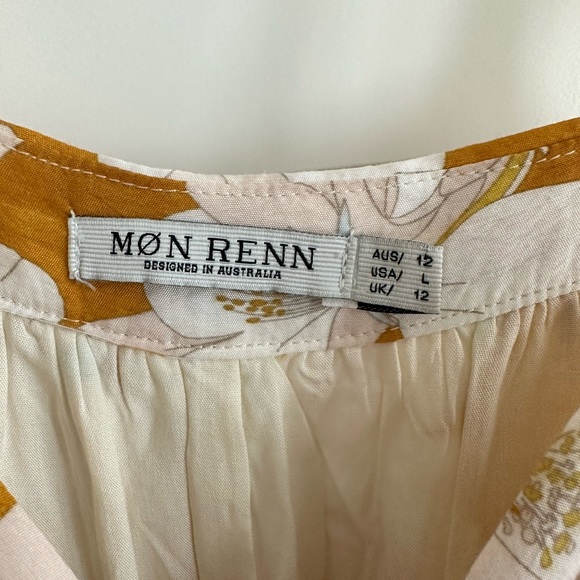 MØN RENN
DESIGNED IN AUSTRALIA
AUS/ 12
USA/ L
UK/ 12